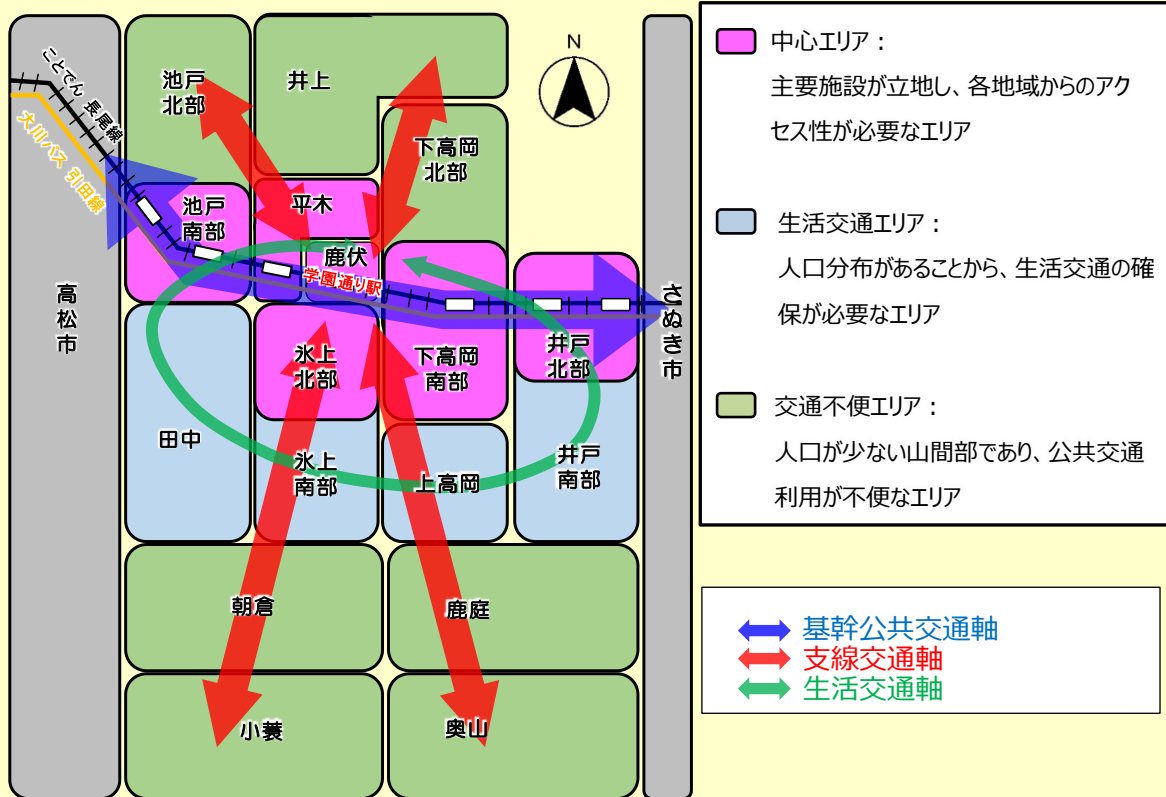 池戸
北部
井上
N
ことでん 長尾線
大川バス 引田線
下高岡
北部
池戸
南部
平木
鹿伏
学園通り駅
高松市
さぬき市
氷上
北部
下高岡
南部
井戸
北部
田中
氷上
南部
上高岡
井戸
南部
朝倉
鹿庭
小蓑
奥山
中心エリア：
主要施設が立地し、各地域からのアク
セス性が必要なエリア
生活交通エリア：
人口分布があることから、生活交通の確
保が必要なエリア
交通不便エリア：
人口が少ない山間部であり、公共交通
利用が不便なエリア
基幹公共交通軸
支線交通軸
生活交通軸